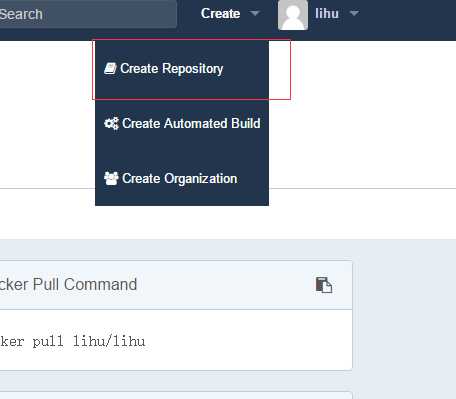 Search
Create
lihu
Create Repository
Create Automated Build
Create Organization
cker Pull Command
ker pull lihu/lihu